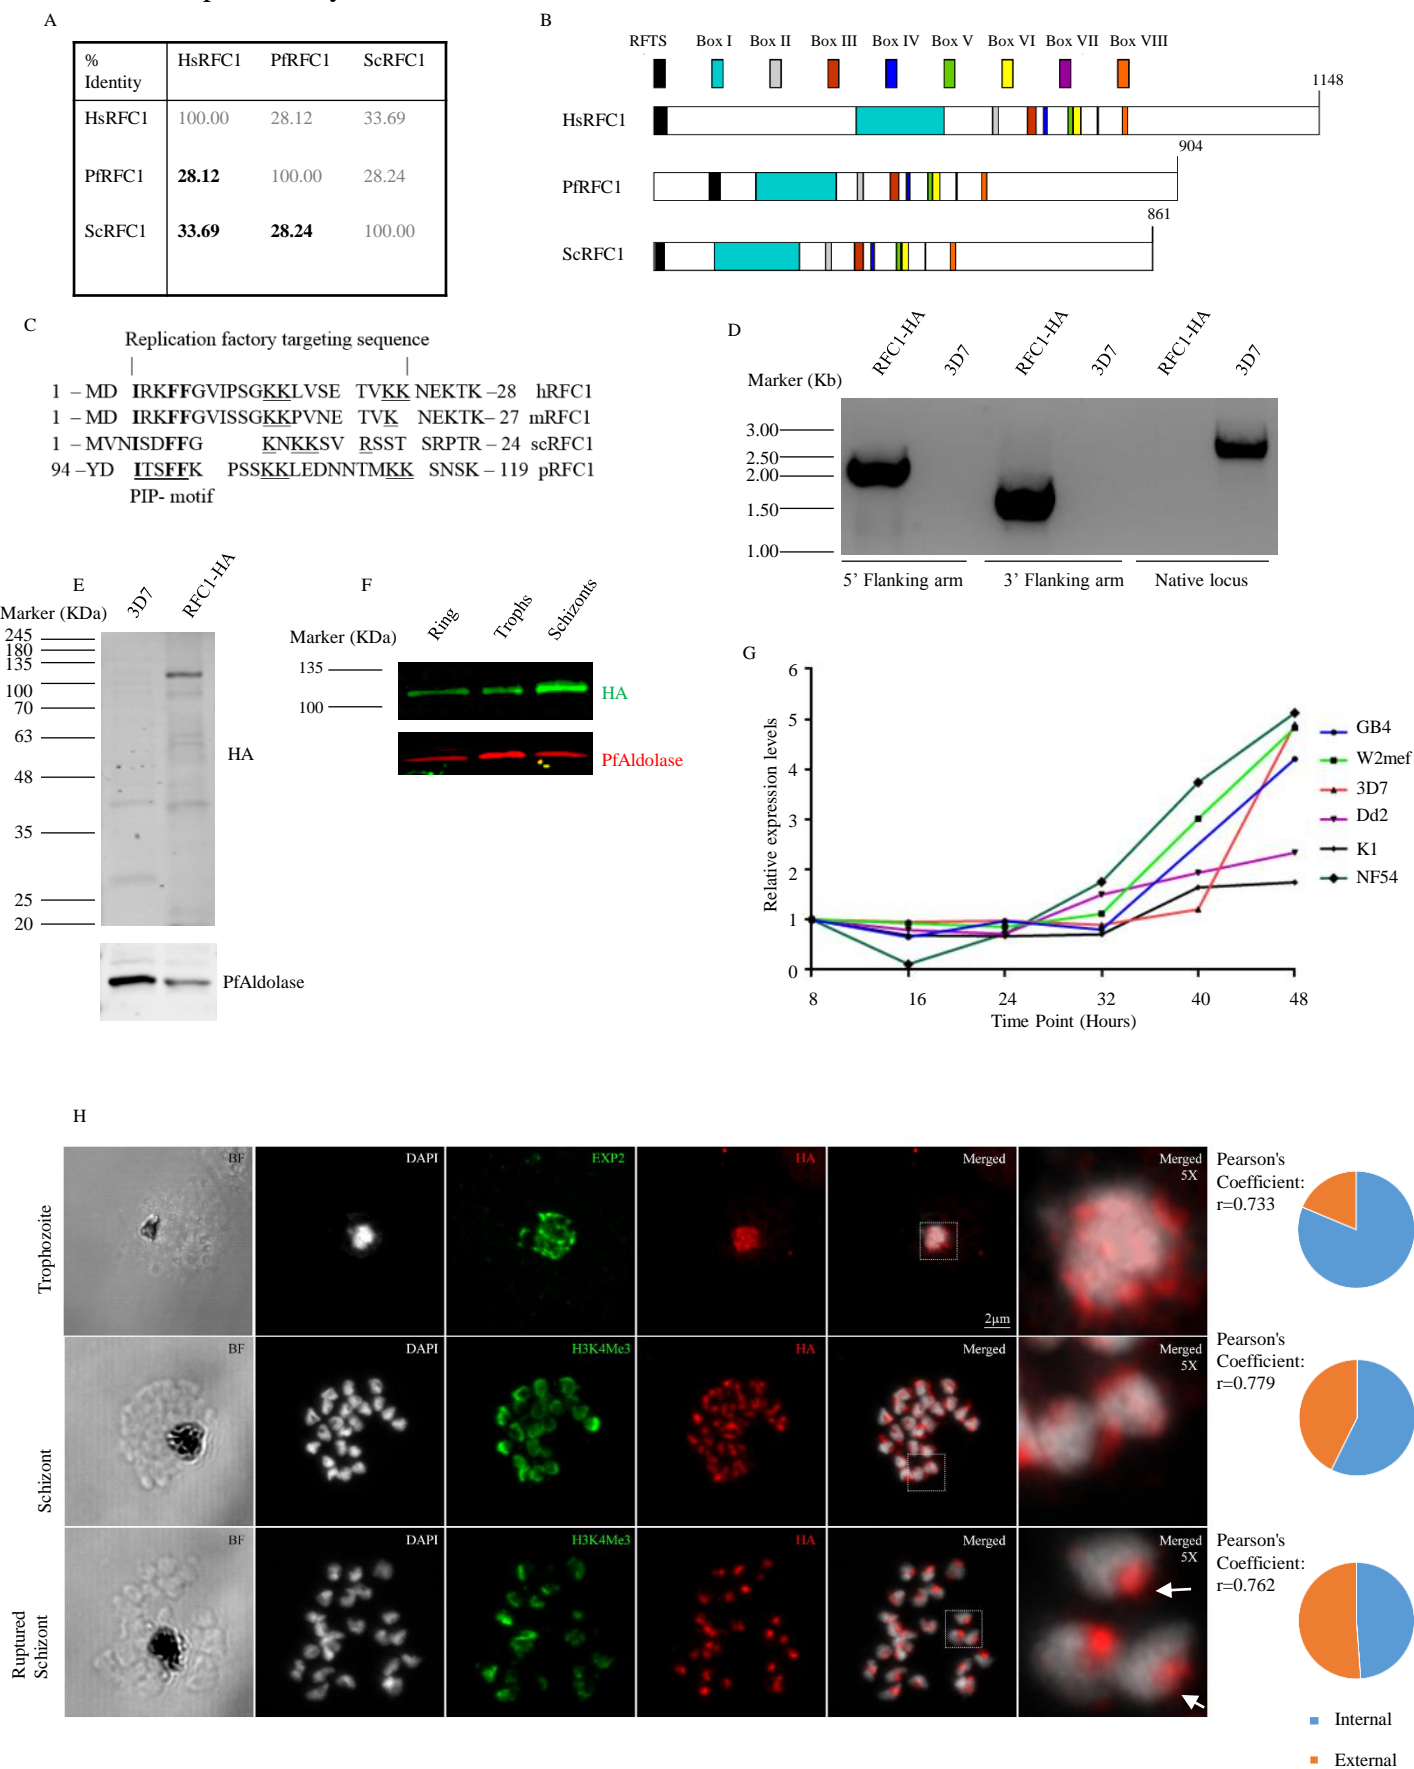 A
% Identity HsRFC1 PfRFC1 ScRFC1
HsRFC1 100.00 28.12 33.69
PfRFC1 28.12 100.00 28.24
ScRFC1 33.69 28.24 100.00
B
RFTS Box I Box II Box III Box IV Box V Box VI Box VII Box VIII
1148
HsRFC1
904
PfRFC1
861
ScRFC1
C
Replication factory targeting sequence
1 – MD IRKFFGVIPSGKKLVSE TVKK NEKTK –28 hRFC1
1 – MD IRKFFGVISSGKKPVNE TVK NEKTK– 27 mRFC1
1 – MVNISDFFG KNKKSV RSST SRPTR – 24 scRFC1
94 –YD ITSFFK PSSKKLEDNNTMKK SNSK – 119 pRFC1
PIP- motif
D
RFC1-HA 3D7 RFC1-HA 3D7 RFC1-HA 3D7
Marker (Kb)
3.00
2.50
2.00
1.50
1.00
5’ Flanking arm 3’ Flanking arm Native locus
E
3D7 RFC1-HA
Marker (KDa)
245
180
135
100
70
63
48
35
25
20
HA
PfAldolase
F
Ring Trophs Schizonts
Marker (KDa)
135
100
HA
PfAldolase
G
Relative expression levels
6
5
4
3
2
1
0
8 16 24 32 40 48
Time Point (Hours)
GB4
W2mef
3D7
Dd2
K1
NF54
H
Trophozoite
BF DAPI EXP2 HA Merged Merged 5X
2μm
Pearson's
Coefficient:
r=0.733
Schizont
BF DAPI H3K4Me3 HA Merged Merged 5X
Pearson's
Coefficient:
r=0.779
Ruptured
Schizont
BF DAPI H3K4Me3 HA Merged Merged 5X
Pearson's
Coefficient:
r=0.762
Internal
External